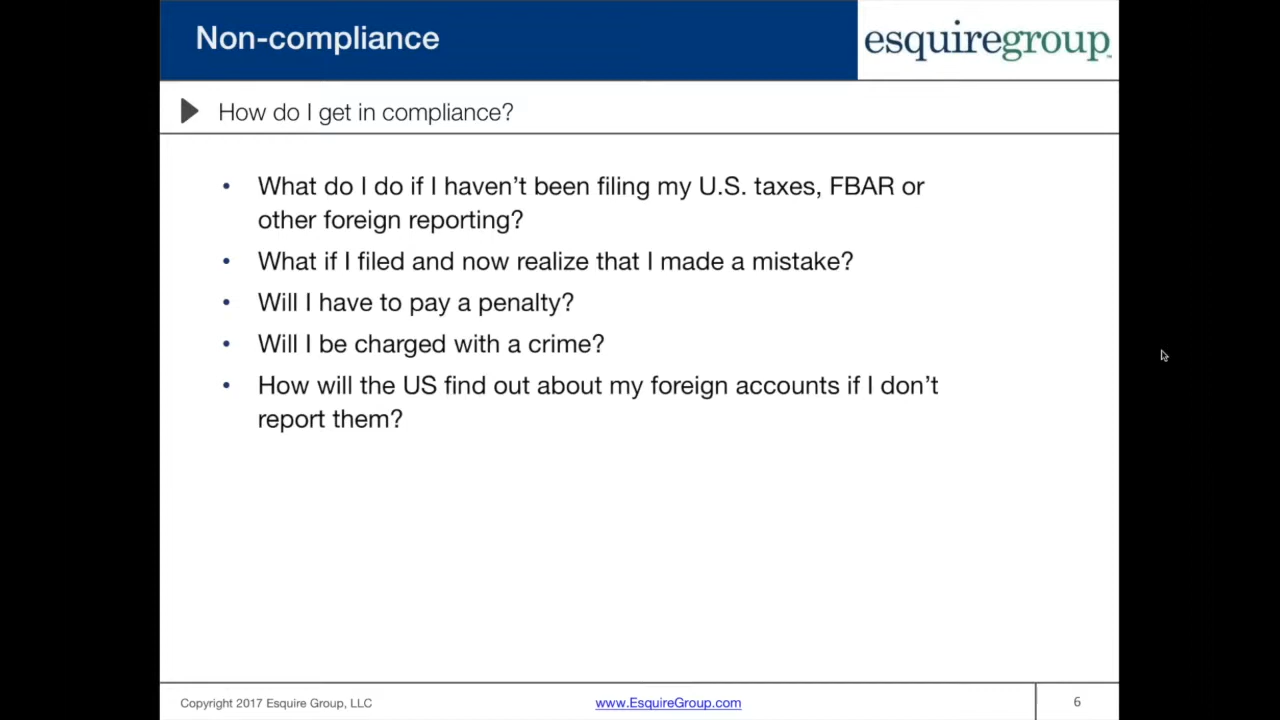 Non-compliance
esquiregroup
How do I get in compliance?
• What do I do if I haven’t been filing my U.S. taxes, FBAR or
other foreign reporting?
• What if I filed and now realize that I made a mistake?
• Will I have to pay a penalty?
• Will I be charged with a crime?
• How will the US find out about my foreign accounts if I don’t
report them?
Copyright 2017 Esquire Group, LLC
www.EsquireGroup.com
6